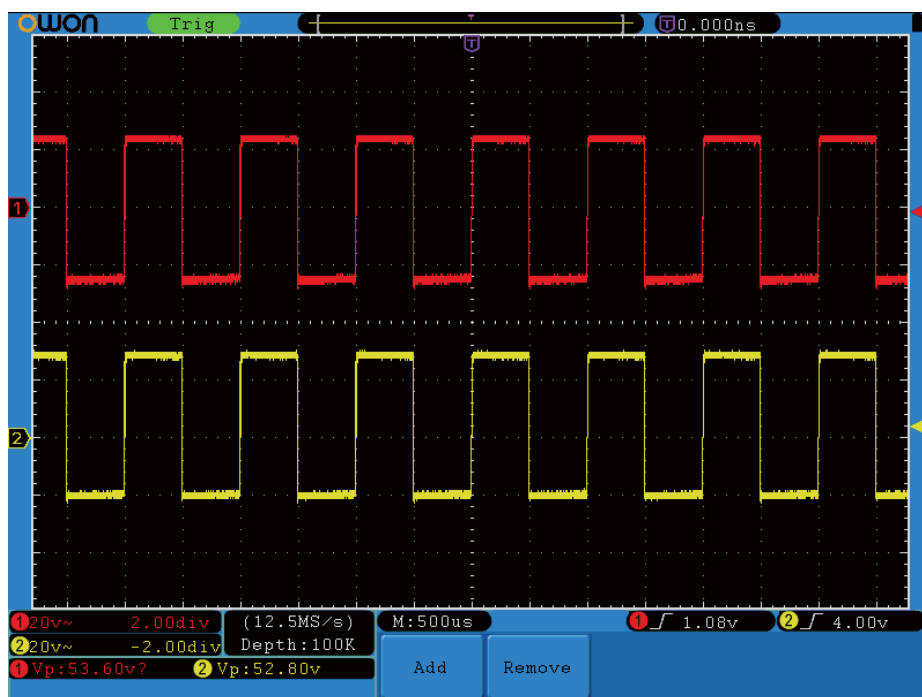 OWON Trig T T 0.000ns
T
1
2
1 20v~ 2.00div (12.5MS/s) M:500us 1 1.08v 2 4.00v
2 20v~ -2.00div Depth:100K
1 Vp:53.60v? 2 Vp:52.80v Add Remove